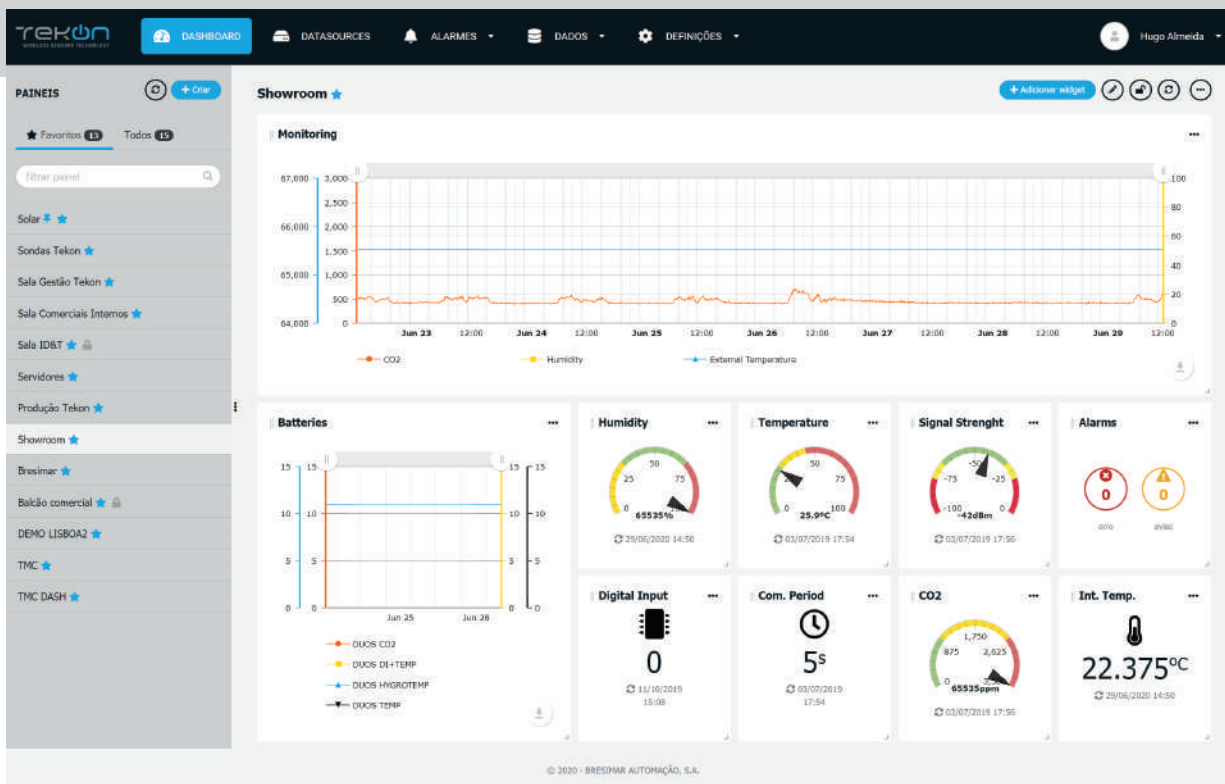 TEKON
WIRELESS SENSORS TECHNOLOGY
DASHBOARD
DATASOURCES
ALARMES
DADOS
DEFINIÇÕES
Hugo Almeida
PAINEIS
+ Criar
Favoritos 13
Todos 15
filtrar painel
Solar
Sondas Tekon
Sala Gestão Tekon
Sala Comerciais Internos
Sala ID&T
Servidores
Produção Tekon
Showroom
Bresimar
Balcão comercial
DEMO LISBOA2
TMC
TMC DASH
Showroom
+ Adicionar widget
Monitoring
67,000 3,000 100
2,500 80
66,000 2,000
1,500 60
65,000 1,000 40
500 20
64,000 0 0
Jun 23 12:00 Jun 24 12:00 Jun 25 12:00 Jun 26 12:00 Jun 27 12:00 Jun 28 12:00 Jun 29 12:00
CO2 Humidity External Temperature
Batteries
15 15 15 15
10 10 10 10
5 5 5 5
0 0 0 0
Jun 25 Jun 26
DUOS CO2
DUOS DI+TEMP
DUOS HYGROTEMP
DUOS TEMP
Humidity
50
25 75
0
65535%
29/06/2020 14:50
Temperature
50
75
0 100
25.9ºC
03/07/2019 17:54
Signal Strenght
-50
-75 -25
-100 0
-42dBm
03/07/2019 17:56
Alarms
0 0
erro aviso
Digital Input
0
11/10/2019
15:08
Com. Period
5s
03/07/2019
17:54
CO2
1,750
875 2,625
0
65535ppm
03/07/2019 17:56
Int. Temp.
22.375ºC
29/06/2020 14:50
© 2020 - BRESIMAR AUTOMAÇÃO, S.A.